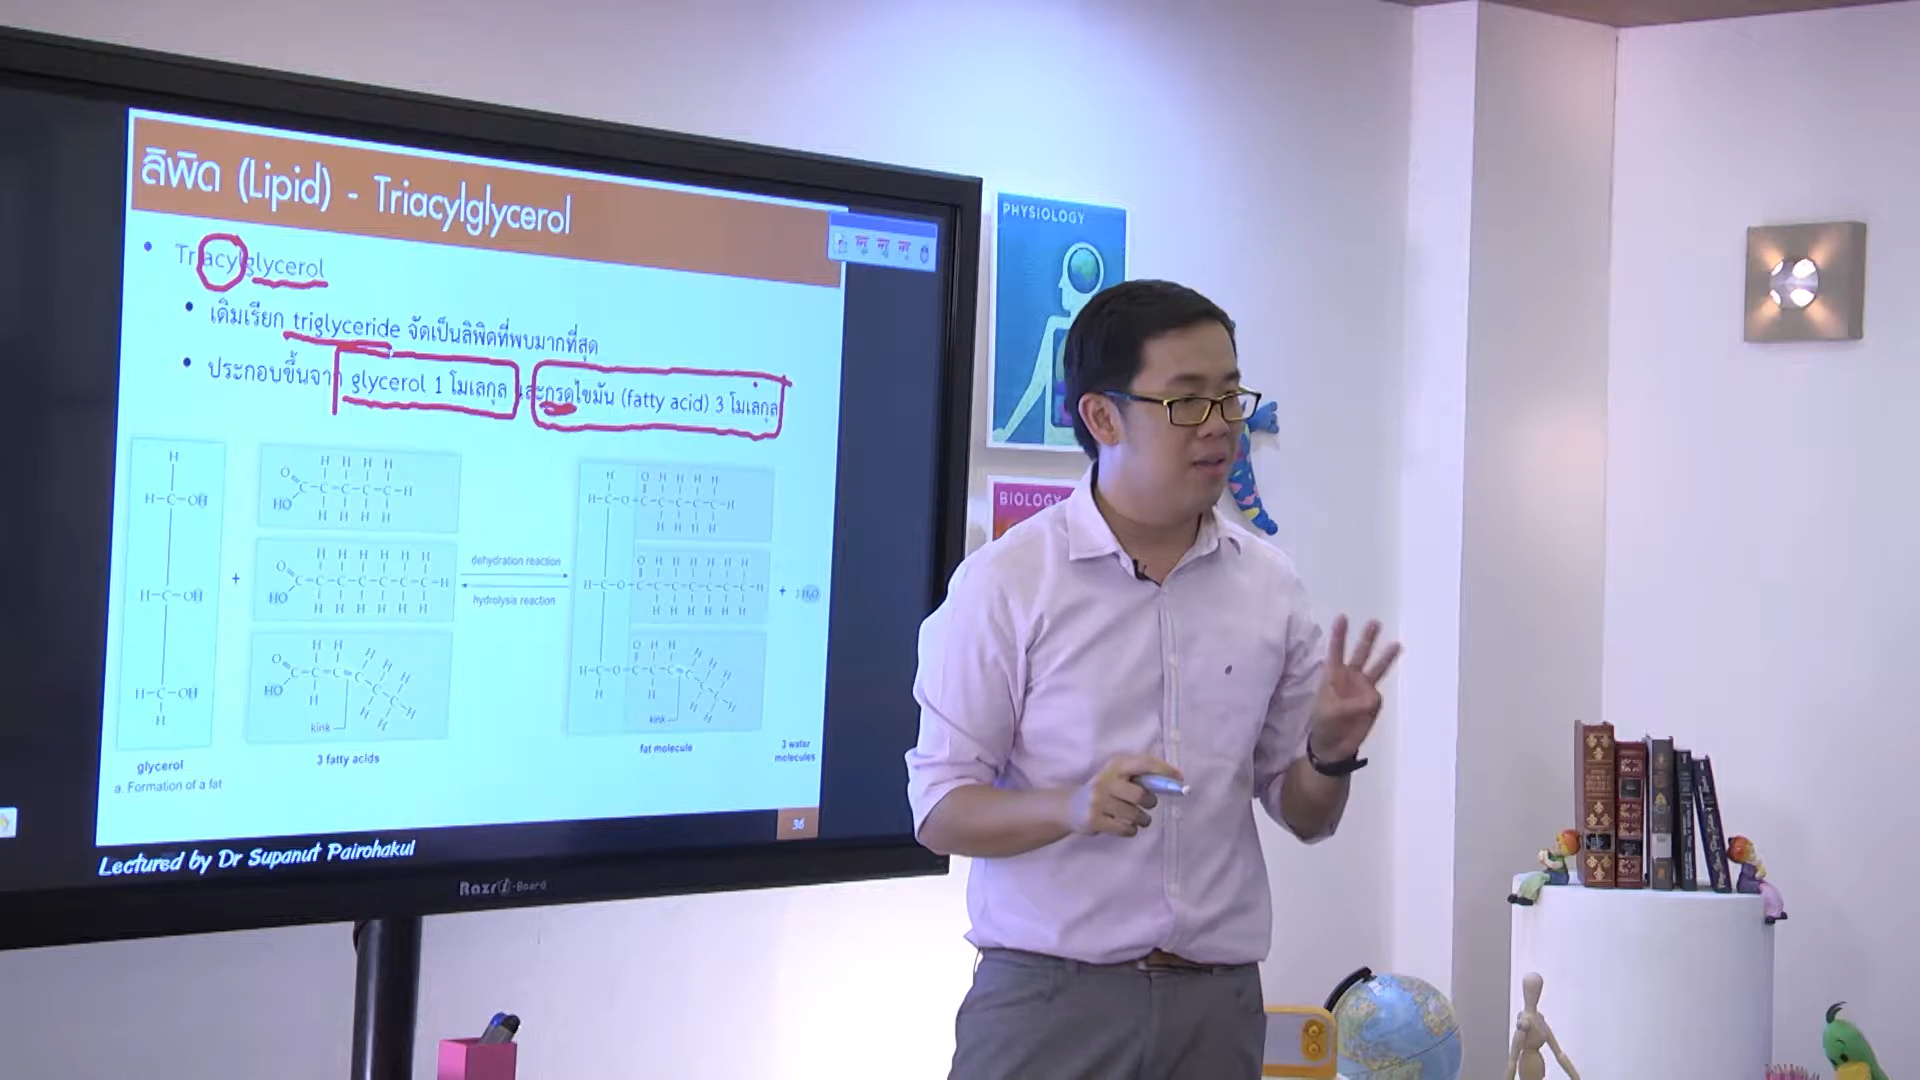 ลิพิด (Lipid) - Triacylglycerol
• Triacylglycerol
• เดิมเรียก triglyceride จัดเป็นลิพิดที่พบมากที่สุด
• ประกอบขึ้นจาก glycerol 1 โมเลกุล และกรดไขมัน (fatty acid) 3 โมเลกุล
dehydration reaction
hydrolysis reaction
+
+ 3 H₂O
kink
kink
glycerol
3 fatty acids
fat molecule
3 water
molecules
a. Formation of a fat
36
Lectured by Dr Supanut Pairohakul
Razr-Board
PHYSIOLOGY
BIOLOGY